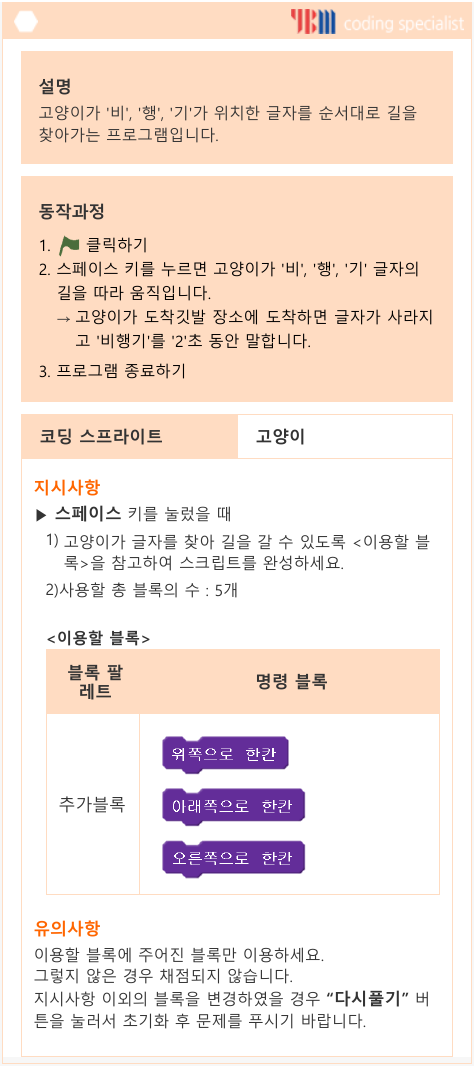 YBM coding specialist
설명
고양이가 '비', '행', '기'가 위치한 글자를 순서대로 길을
찾아가는 프로그램입니다.
동작과정
1. 클릭하기
2. 스페이스 키를 누르면 고양이가 '비', '행', '기' 글자의
길을 따라 움직입니다.
→ 고양이가 도착깃발 장소에 도착하면 글자가 사라지
고 '비행기'를 '2'초 동안 말합니다.
3. 프로그램 종료하기
코딩 스프라이트 고양이
지시사항
▶ 스페이스 키를 눌렀을 때
1) 고양이가 글자를 찾아 길을 갈 수 있도록 <이용할 블
록>을 참고하여 스크립트를 완성하세요.
2)사용할 총 블록의 수 : 5개
<이용할 블록>
블록 팔
레트
명령 블록
추가블록
위쪽으로 한칸
아래쪽으로 한칸
오른쪽으로 한칸
유의사항
이용할 블록에 주어진 블록만 이용하세요.
그렇지 않은 경우 채점되지 않습니다.
지시사항 이외의 블록을 변경하였을 경우 “다시풀기” 버
튼을 눌러서 초기화 후 문제를 푸시기 바랍니다.